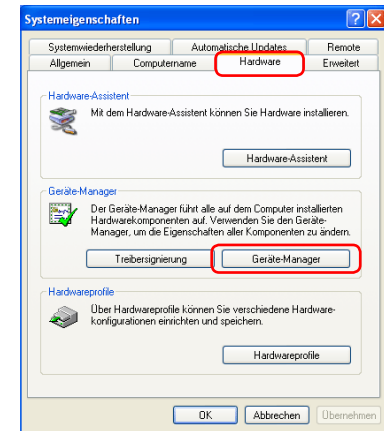 Systemeigenschaften
Systemwiederherstellung Automatische Updates Remote
Allgemein Computername Hardware Erweitert
Hardware-Assistent
Mit dem Hardware-Assistent können Sie Hardware installieren.
Hardware-Assistent
Geräte-Manager
Der Geräte-Manager führt alle auf dem Computer installierten
Hardwarekomponenten auf. Verwenden Sie den Geräte-
Manager, um die Eigenschaften aller Komponenten zu ändern.
Treibersignierung Geräte-Manager
Hardwareprofile
Über Hardwareprofile können Sie verschiedene Hardware-
konfigurationen einrichten und speichern.
Hardwareprofile
OK Abbrechen Übernehmen